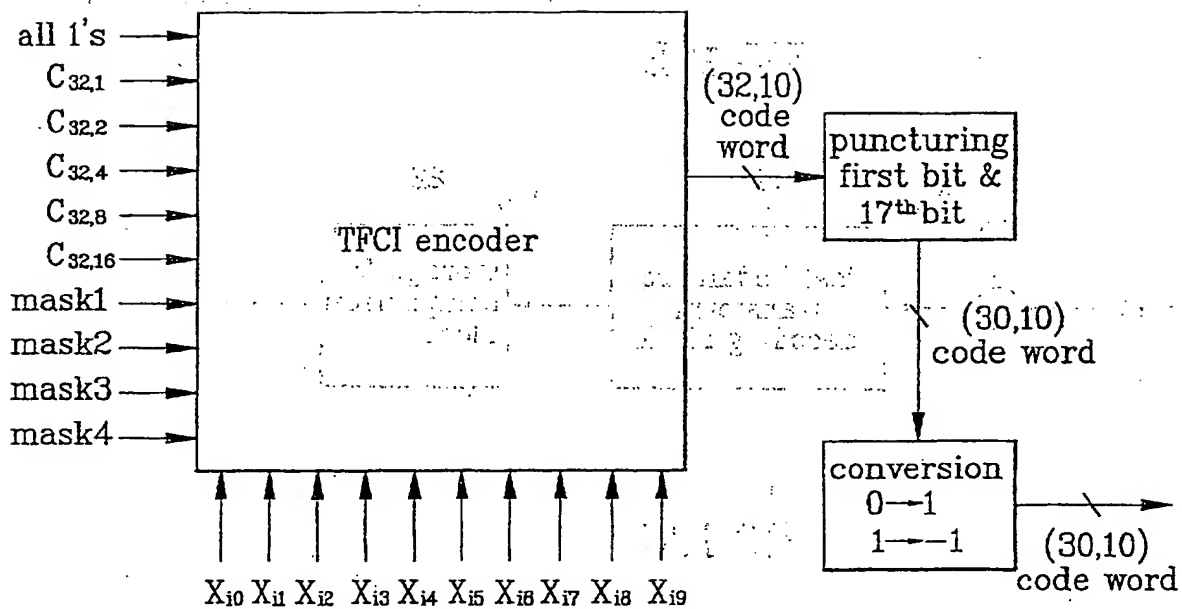 all 1's
C32,1
C32,2
C32,4
C32,8
C32,16
mask1
mask2
mask3
mask4
TFCI encoder
Xi0 Xi1 Xi2 Xi3 Xi4 Xi5 Xi6 Xi7 Xi8 Xi9
(32,10)
code
word
puncturing
first bit &
17th bit
(30,10)
code word
conversion
0→1
1→-1
(30,10)
code word